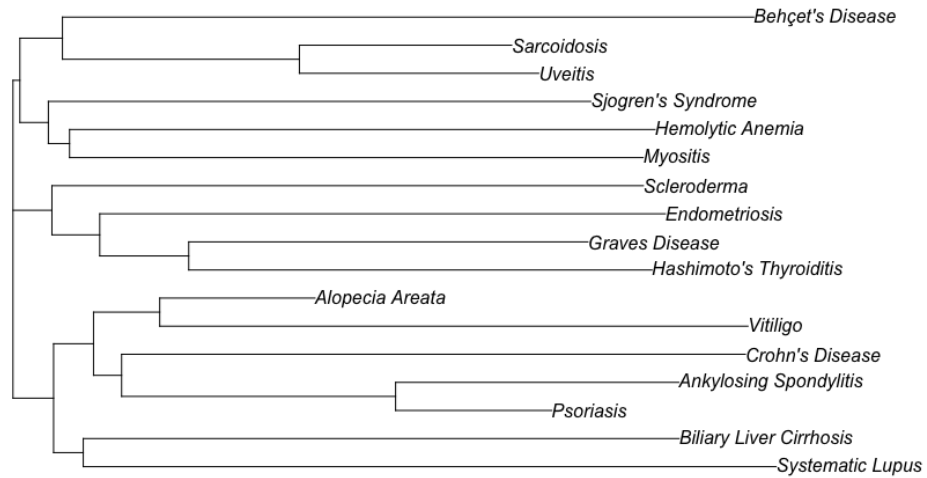 Behçet's Disease
Sarcoidosis
Uveitis
Sjogren's Syndrome
Hemolytic Anemia
Myositis
Scleroderma
Endometriosis
Graves Disease
Hashimoto's Thyroiditis
Alopecia Areata
Vitiligo
Crohn's Disease
Ankylosing Spondylitis
Psoriasis
Biliary Liver Cirrhosis
Systematic Lupus